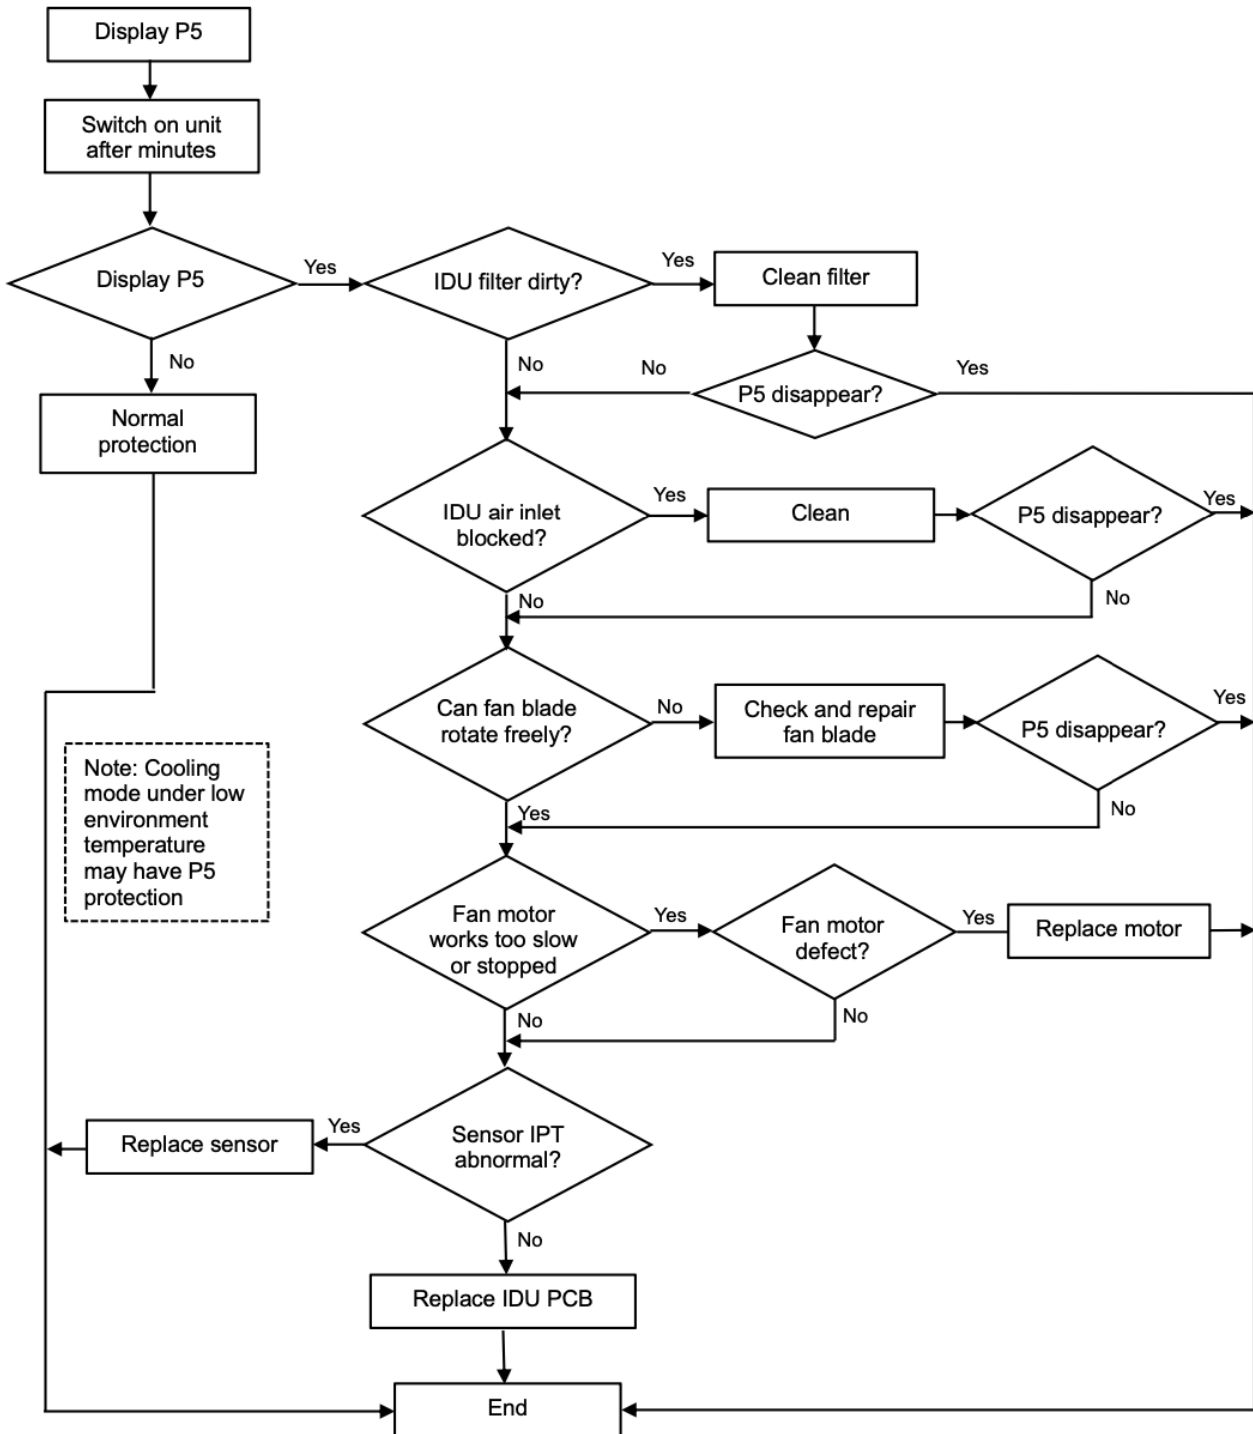 Display P5
Switch on unit
after minutes
Display P5
Yes
IDU filter dirty?
Yes
Clean filter
No
Normal
protection
No
No
P5 disappear?
Yes
IDU air inlet
blocked?
Yes
Clean
P5 disappear?
Yes
No
No
Can fan blade
rotate freely?
No
Check and repair
fan blade
P5 disappear?
Yes
Note: Cooling
mode under low
environment
temperature
may have P5
protection
Yes
No
Fan motor
works too slow
or stopped
Yes
Fan motor
defect?
Yes
Replace motor
No
No
Sensor IPT
abnormal?
Yes
Replace sensor
No
Replace IDU PCB
End